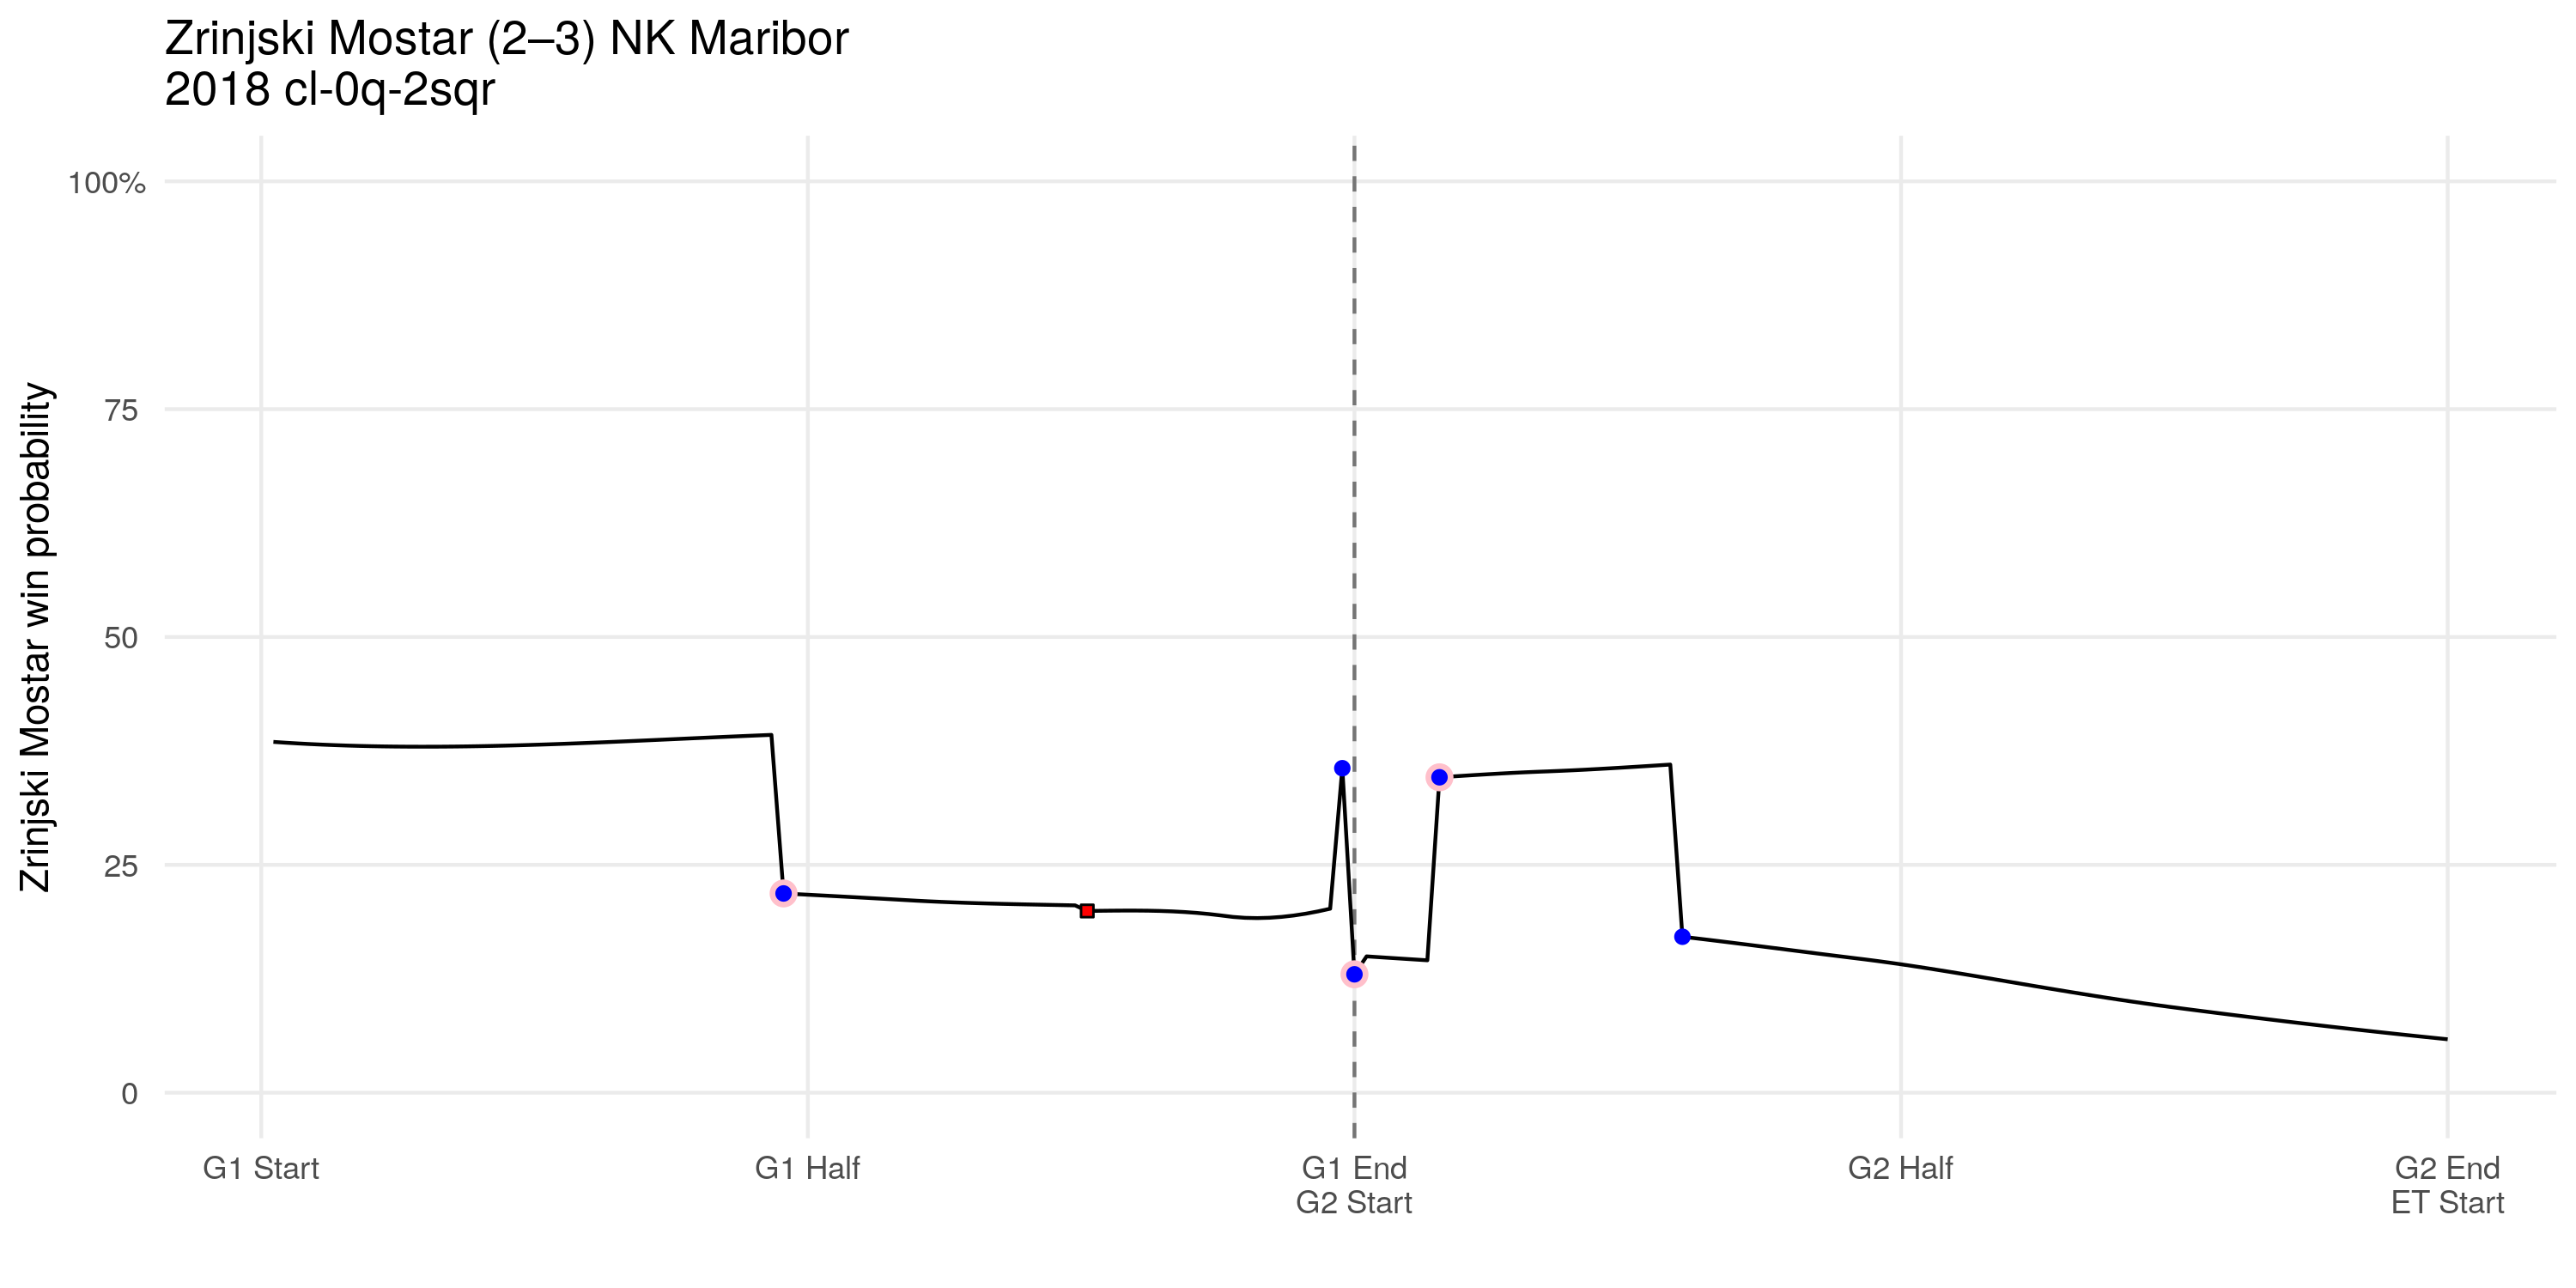 Zrinjski Mostar (2–3) NK Maribor
2018 cl-0q-2sqr
Zrinjski Mostar win probability
100%
75
50
25
0
G1 Start
G1 Half
G1 End
G2 Start
G2 Half
G2 End
ET Start